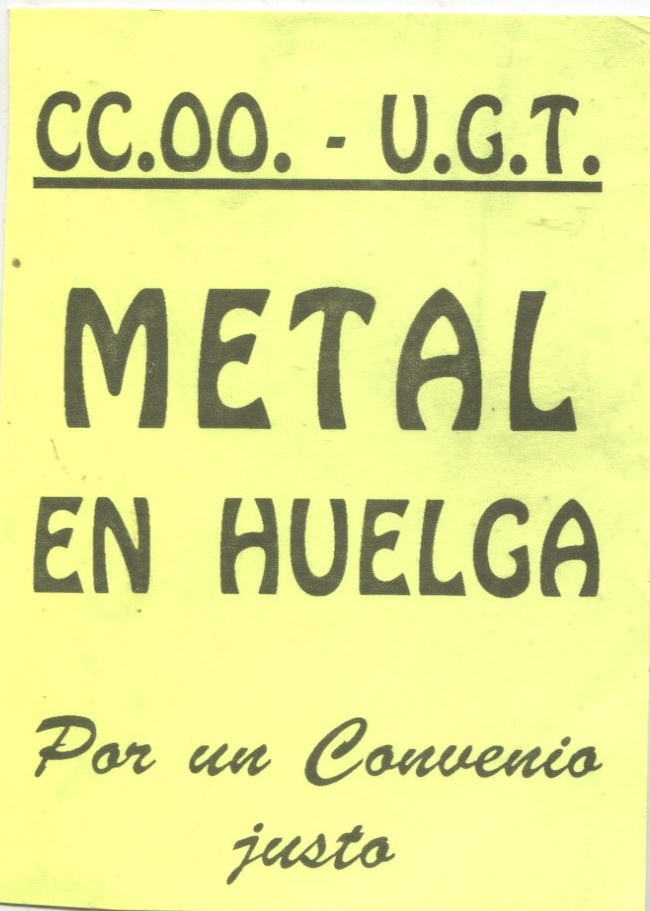 CC.OO. - U.G.T.
METAL
EN HUELGA
Por un Convenio
justo